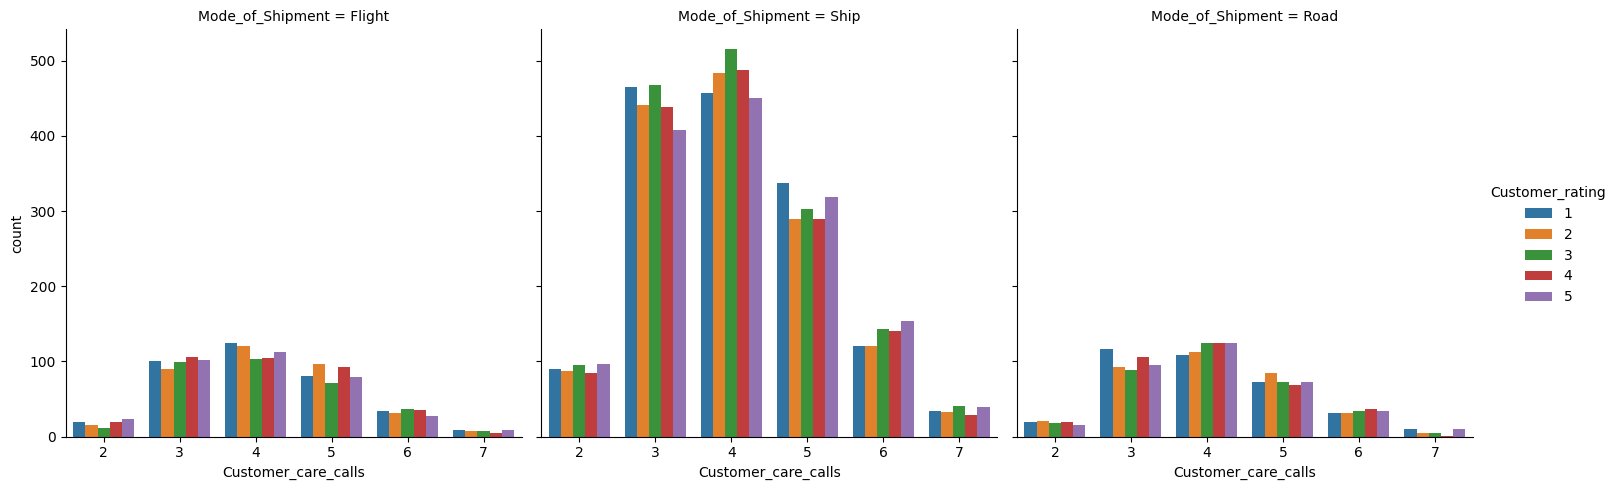 Mode_of_Shipment = Flight
Mode_of_Shipment = Ship
Mode_of_Shipment = Road
count
500
400
300
200
100
0
2 3 4 5 6 7
Customer_care_calls
2 3 4 5 6 7
Customer_care_calls
2 3 4 5 6 7
Customer_care_calls
Customer_rating
1
2
3
4
5